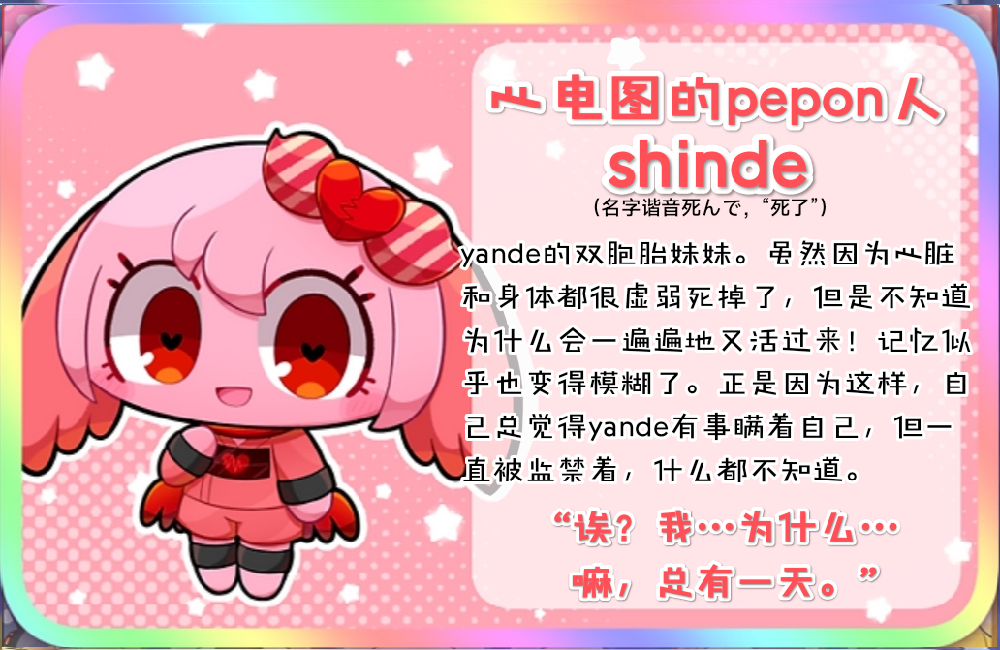 心电图的pepon人
shinde
(名字谐音死んで，“死了”)
yande的双胞胎妹妹。虽然因为心脏
和身体都很虚弱死掉了，但是不知道
为什么会一遍遍地又活过来！记忆似
乎也变得模糊了。正是因为这样，自
己总觉得yande有事瞒着自己，但一
直被监禁着，什么都不知道。
“诶？我…为什么…
嘛，总有一天。”